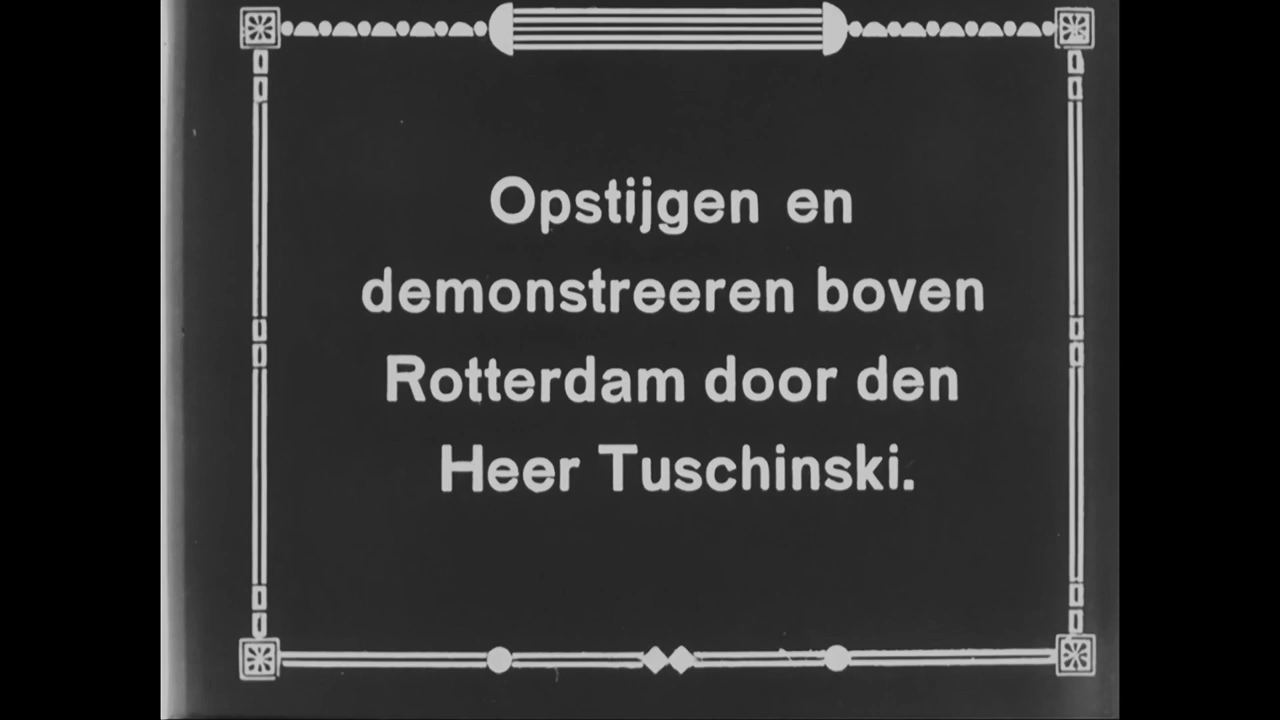 Opstijgen en
demonstreeren boven
Rotterdam door den
Heer Tuschinski.